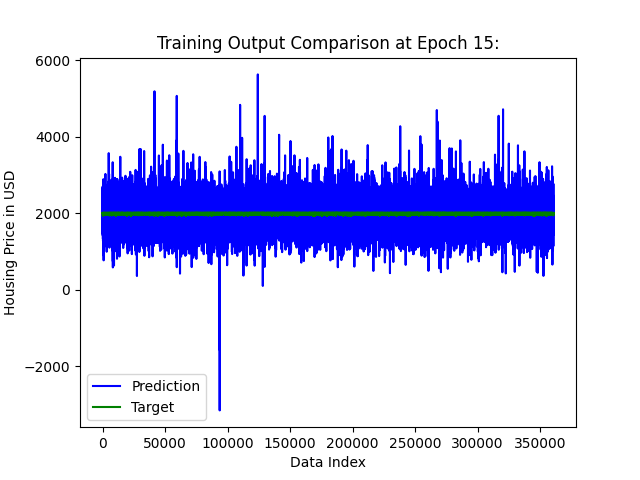 Training Output Comparison at Epoch 15:
6000
4000
2000
0
−2000
Housing Price in USD
Prediction
Target
0 50000 100000 150000 200000 250000 300000 350000
Data Index